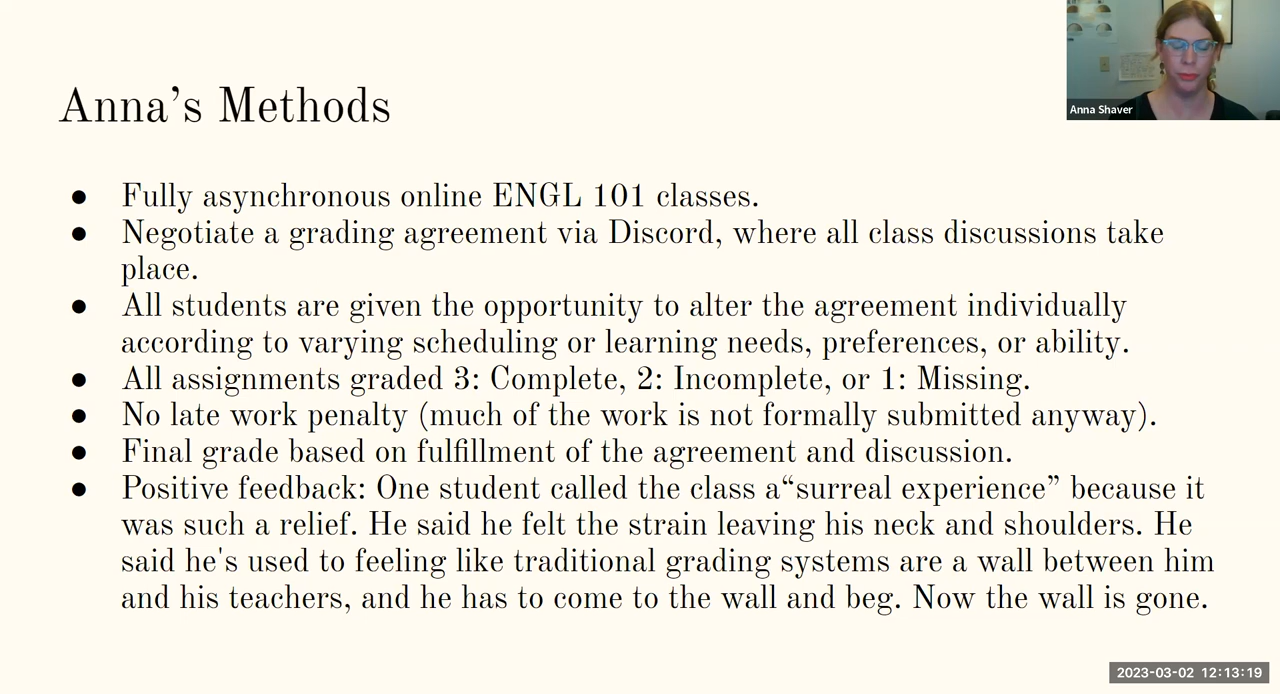 Anna Shaver
Anna’s Methods
● Fully asynchronous online ENGL 101 classes.
● Negotiate a grading agreement via Discord, where all class discussions take
place.
● All students are given the opportunity to alter the agreement individually
according to varying scheduling or learning needs, preferences, or ability.
● All assignments graded 3: Complete, 2: Incomplete, or 1: Missing.
● No late work penalty (much of the work is not formally submitted anyway).
● Final grade based on fulfillment of the agreement and discussion.
● Positive feedback: One student called the class a“surreal experience” because it
was such a relief. He said he felt the strain leaving his neck and shoulders. He
said he's used to feeling like traditional grading systems are a wall between him
and his teachers, and he has to come to the wall and beg. Now the wall is gone.
2023-03-02 12:13:19